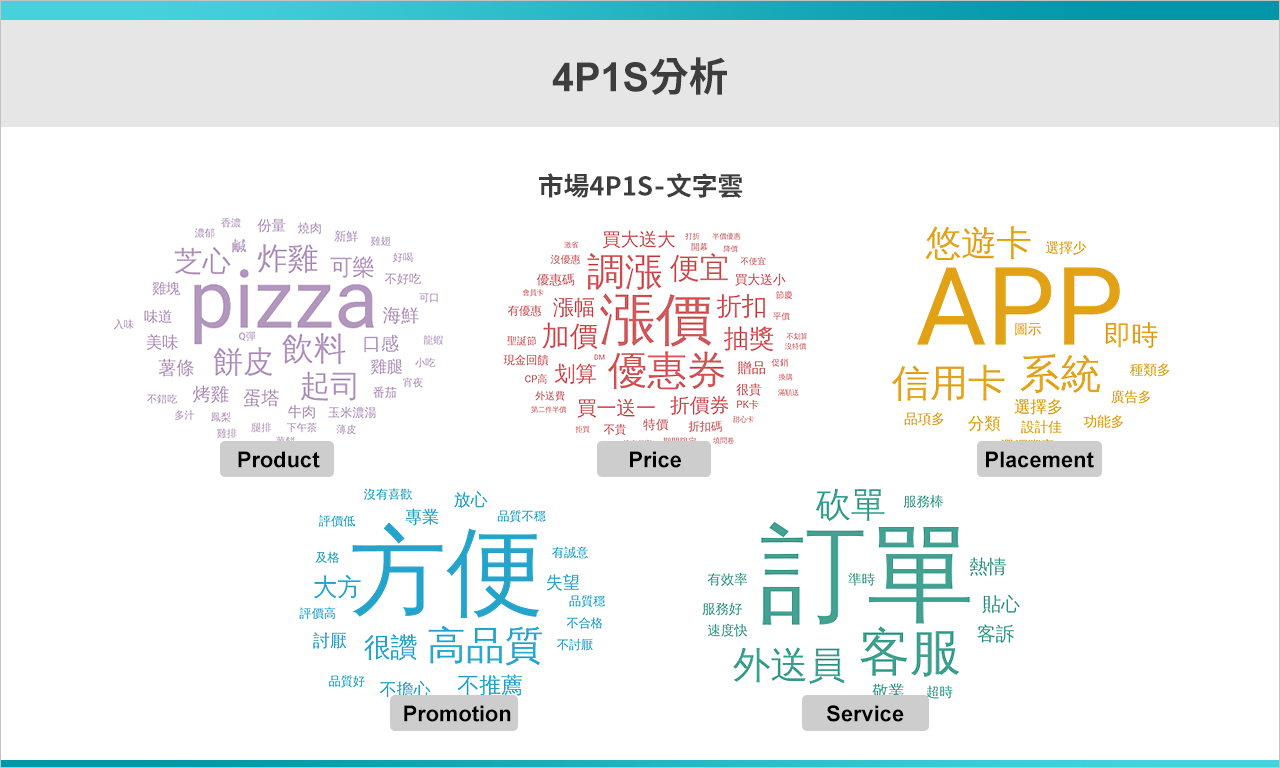 4P1S分析
市場4P1S-文字雲
香濃
份量
燒肉
新鮮
雞翅
濃郁
鹹
炸雞
芝心
可樂
好喝
不好吃
pizza
雞塊
味道
入味
可口
海鮮
Q彈
美味
餅皮
飲料
口感
龍蝦
薯條
雞腿
小吃
烤雞
蛋塔
起司
番茄
宵夜
不錯吃
多汁
鳳梨
牛肉
玉米濃湯
雞排
腿排
下午茶
薄皮
Product
買大送大
打折
半價優惠
激省
開幕
降價
沒優惠
調漲
便宜
不便宜
優惠碼
買大送小
會員卡
節慶
有優惠
漲幅
漲價
折扣
平價
聖誕節
加價
抽獎
不划算
沒特價
現金回饋
DM
優惠券
贈品
促銷
CP高
划算
換購
外送費
很貴
滿額送
第二件半價
買一送一
折價券
PK卡
甜心卡
拒買
不貴
特價
折扣碼
期間限定
填問卷
Price
悠遊卡
選擇少
APP
圖示
即時
信用卡
系統
種類多
廣告多
品項多
分類
選擇多
設計佳
功能多
Placement
沒有喜歡
放心
評價低
專業
品質不穩
方便
及格
有誠意
大方
失望
評價高
品質穩
不合格
討厭
很讚
高品質
不討厭
品質好
不擔心
不推薦
Promotion
砍單
服務棒
訂單
有效率
準時
熱情
服務好
貼心
速度快
客訴
外送員
客服
敬業
超時
Service